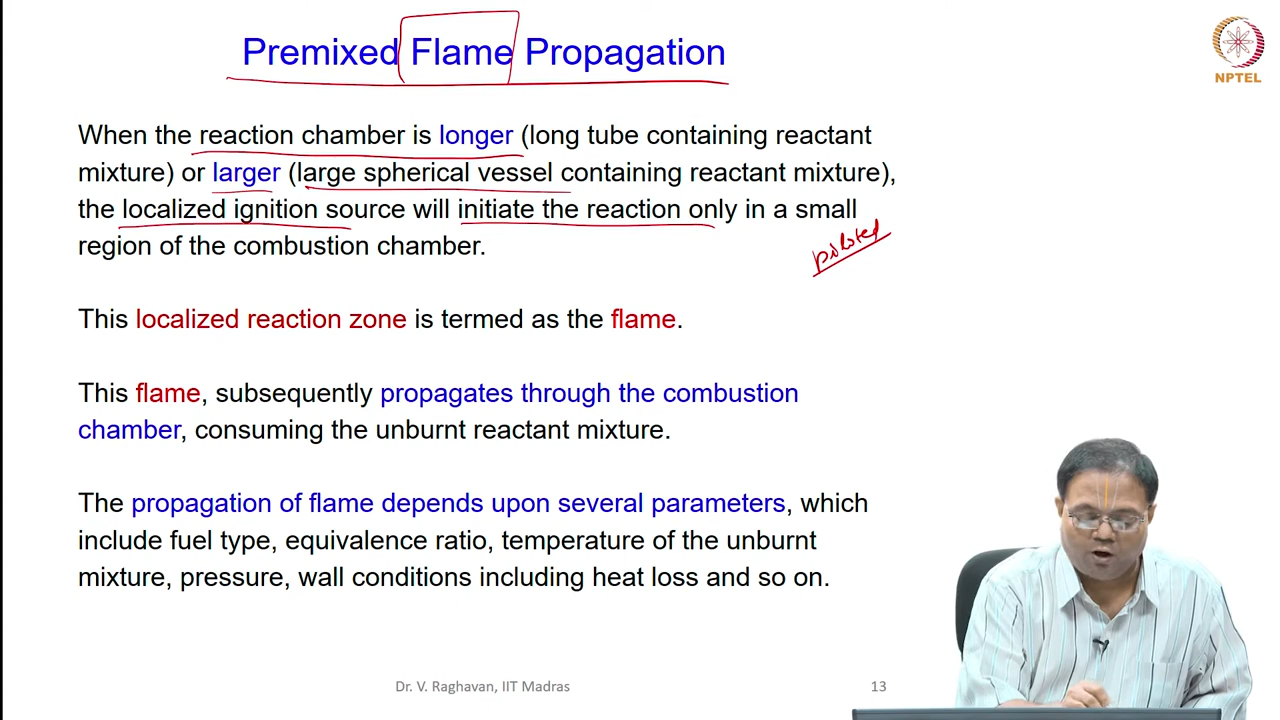 Premixed Flame Propagation
NPTEL
When the reaction chamber is longer (long tube containing reactant
mixture) or larger (large spherical vessel containing reactant mixture),
the localized ignition source will initiate the reaction only in a small
region of the combustion chamber.
piloted
This localized reaction zone is termed as the flame.
This flame, subsequently propagates through the combustion
chamber, consuming the unburnt reactant mixture.
The propagation of flame depends upon several parameters, which
include fuel type, equivalence ratio, temperature of the unburnt
mixture, pressure, wall conditions including heat loss and so on.
Dr. V. Raghavan, IIT Madras
13